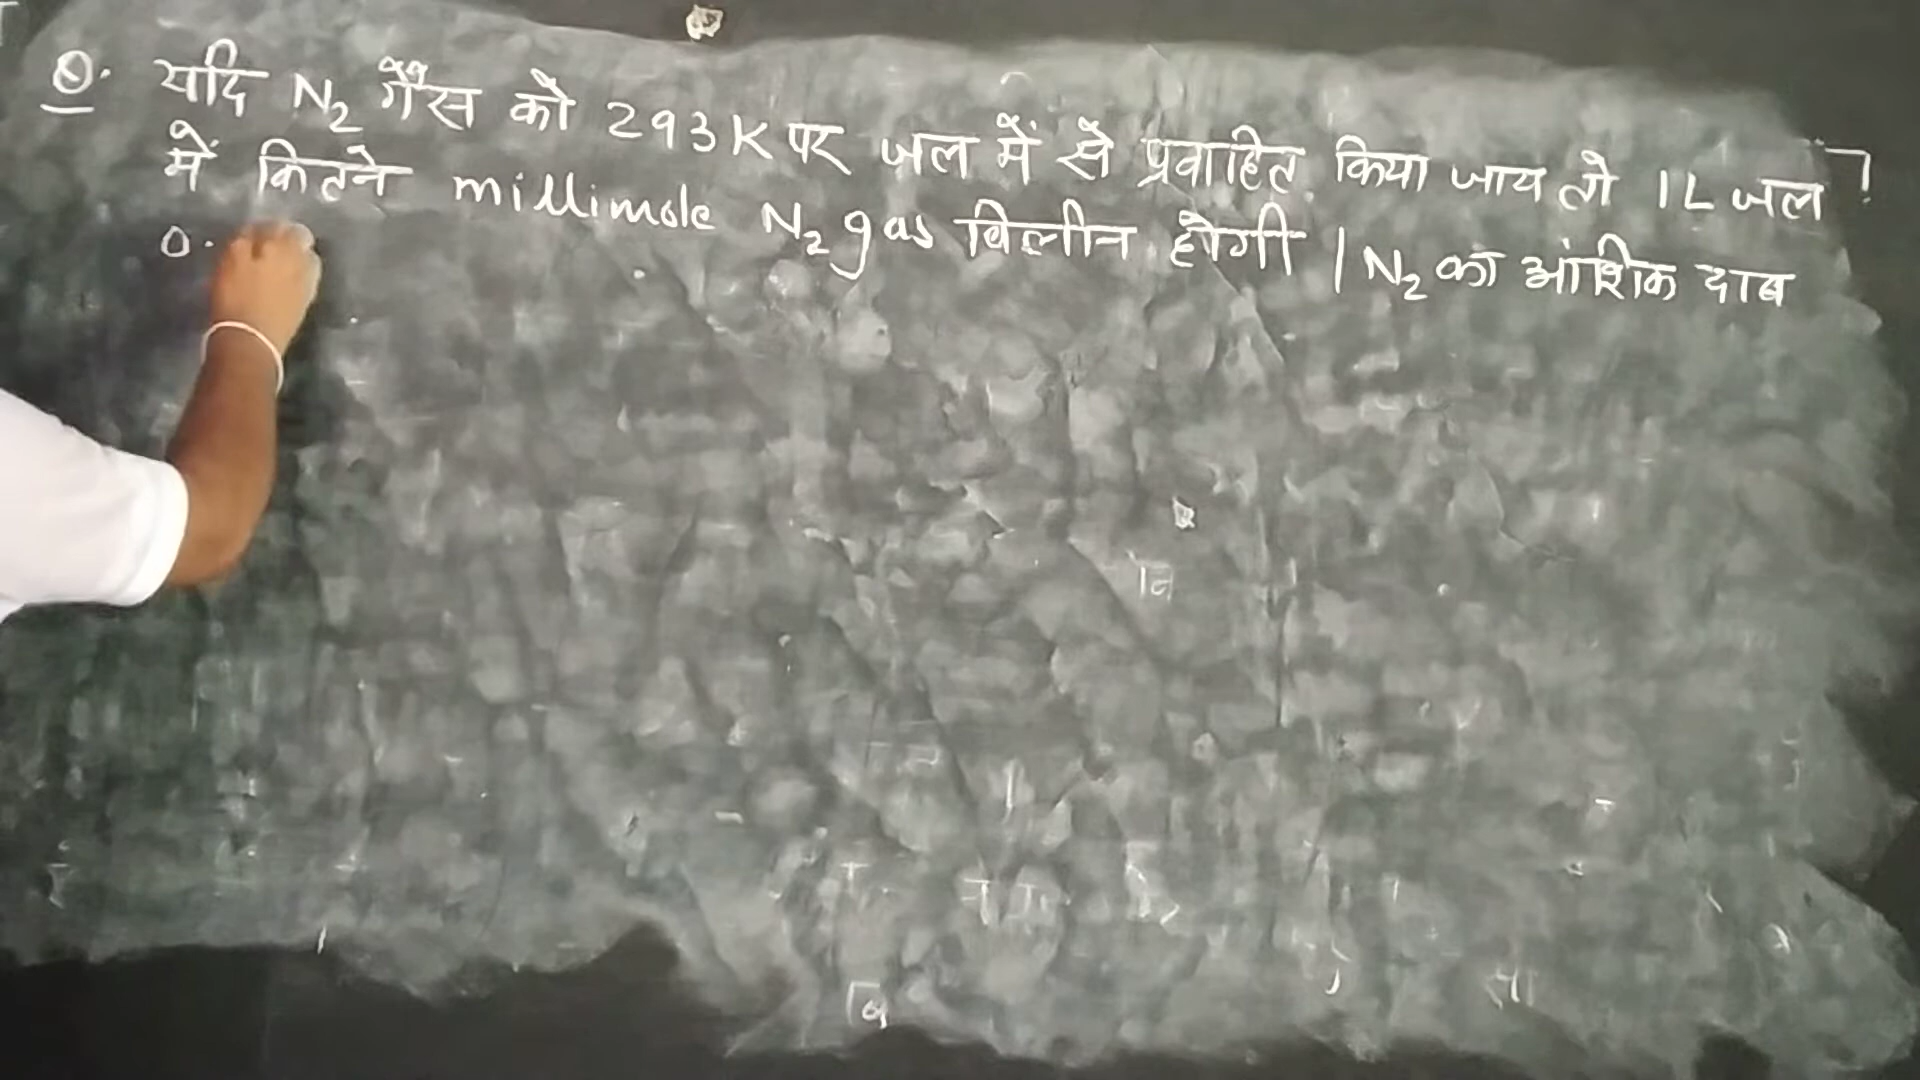 Q. यदि N₂ गैस को 293K पर जल में से प्रवाहित किया जाय तो 1L जल
में कितने millimole N₂ gas विलीन होगी | N₂ का आंशिक दाब
0.